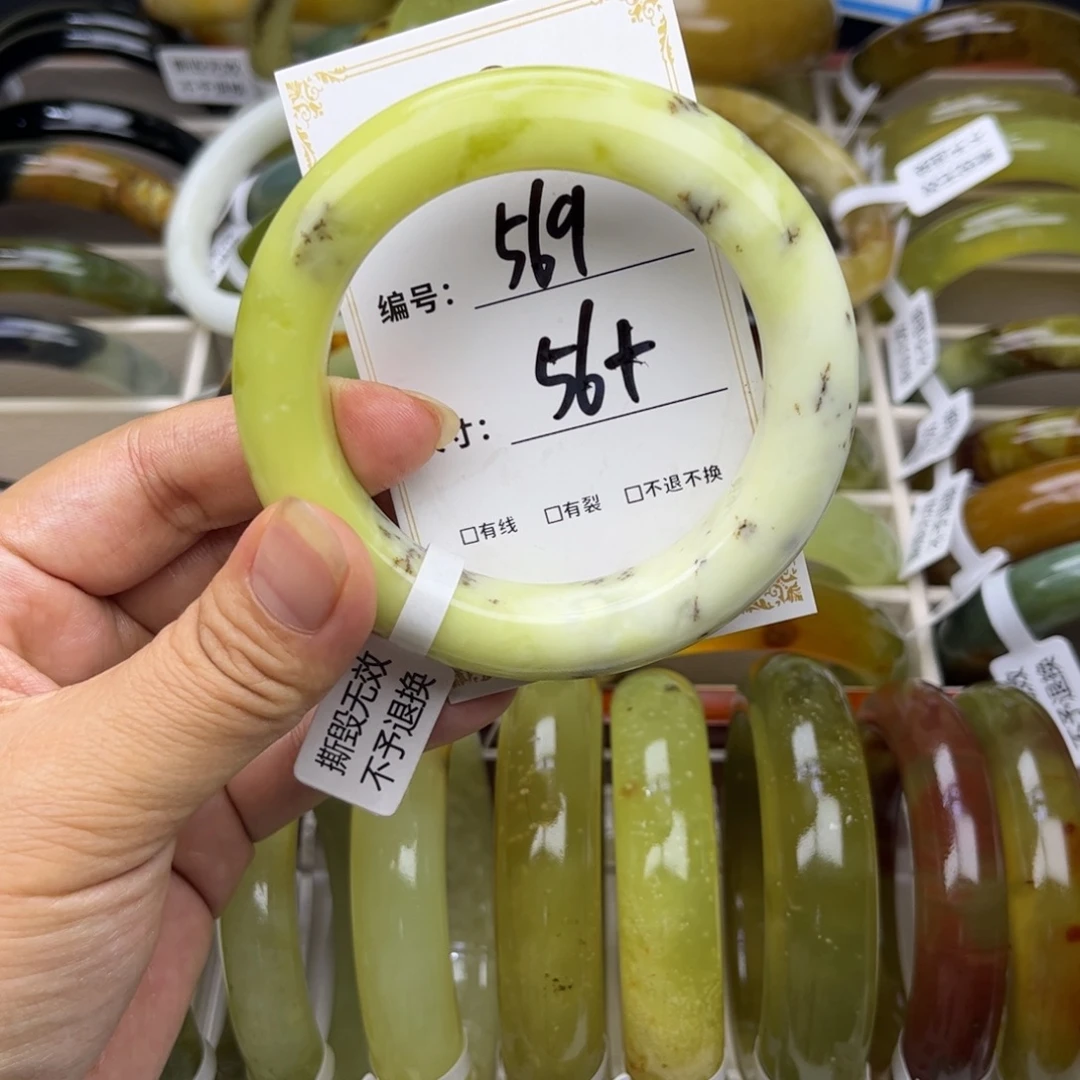 编号： 569
寸： 56+
□有线 □有裂 □不退不换
撕毁无效
不予退换